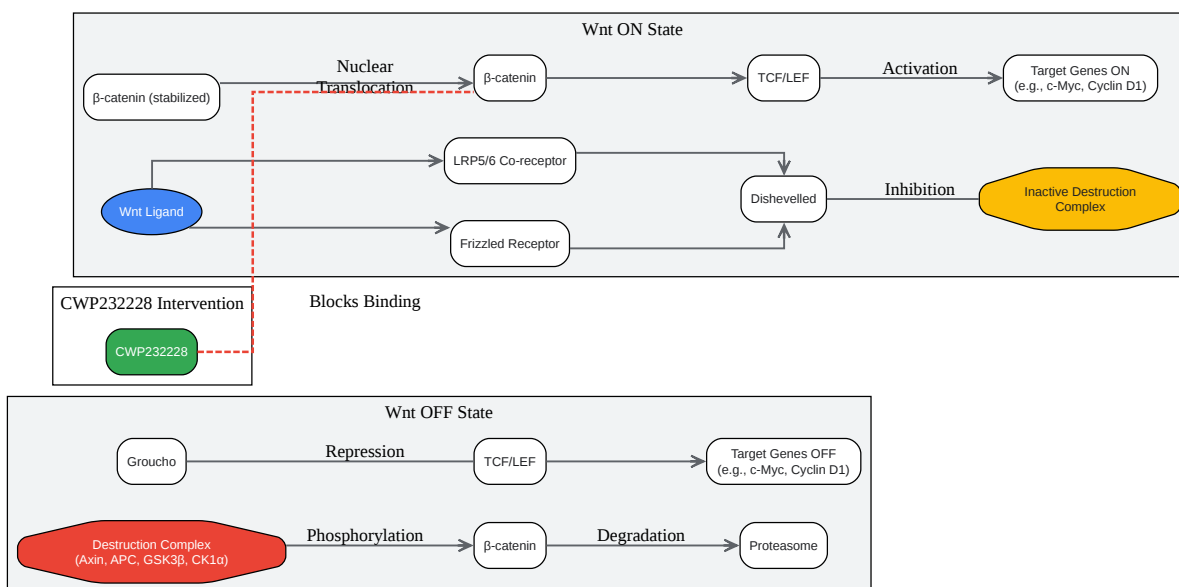 Wnt ON State
Nuclear
Translocation
β-catenin (stabilized)
β-catenin
TCF/LEF
Activation
Target Genes ON
(e.g., c-Myc, Cyclin D1)
LRP5/6 Co-receptor
Wnt Ligand
Frizzled Receptor
Dishevelled
Inhibition
Inactive Destruction
Complex
CWP232228 Intervention
Blocks Binding
CWP232228
Wnt OFF State
Groucho
Repression
TCF/LEF
Target Genes OFF
(e.g., c-Myc, Cyclin D1)
Destruction Complex
(Axin, APC, GSK3β, CK1α)
Phosphorylation
β-catenin
Degradation
Proteasome